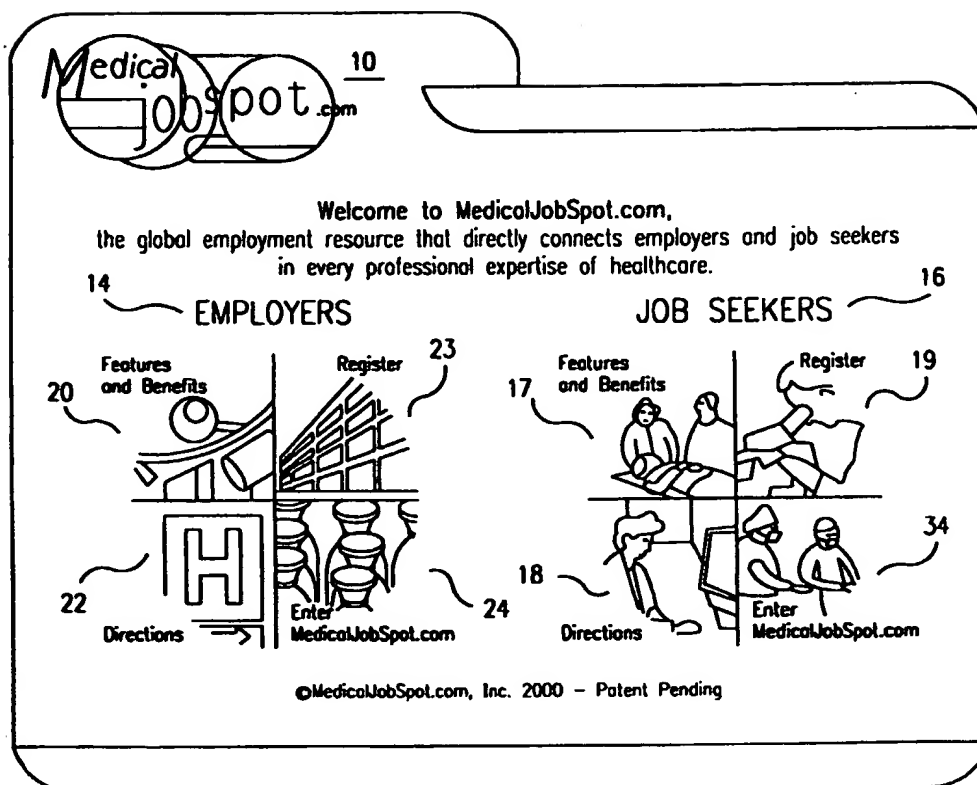 Medical
10
Jobspot.com
Welcome to MedicalJobSpot.com,
the global employment resource that directly connects employers and job seekers
in every professional expertise of healthcare.
14
EMPLOYERS
16
JOB SEEKERS
20
Features
and Benefits
Register
23
17
Features
and Benefits
Register
19
22
H
Directions
24
Enter
MedicalJobSpot.com
18
Directions
34
Enter
MedicalJobSpot.com
©MedicalJobSpot.com, Inc. 2000 - Patent Pending